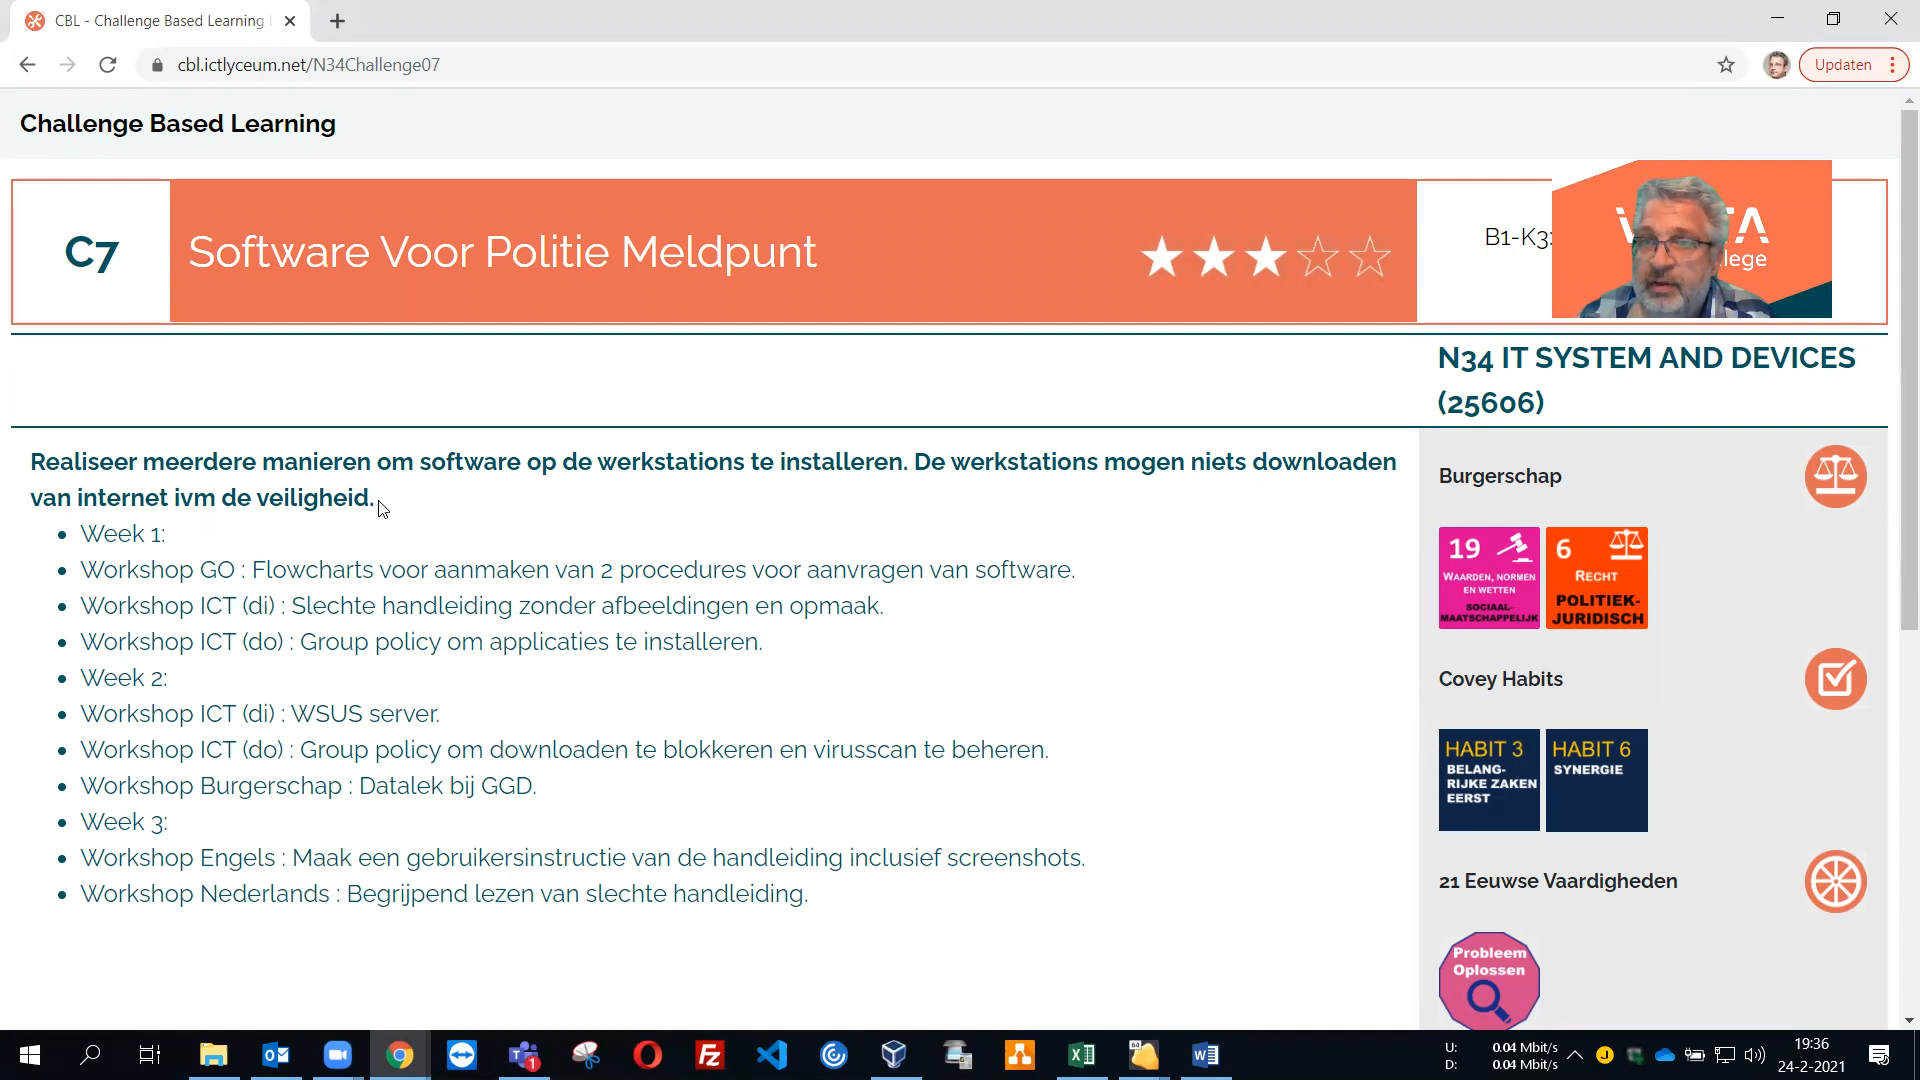 CBL - Challenge Based Learning
cbl.ictlyceum.net/N34Challenge07
Updaten
Challenge Based Learning
C7
Software Voor Politie Meldpunt
B1-K3
lege
N34 IT SYSTEM AND DEVICES
(25606)
Realiseer meerdere manieren om software op de werkstations te installeren. De werkstations mogen niets downloaden
van internet ivm de veiligheid.
Week 1:
Workshop GO : Flowcharts voor aanmaken van 2 procedures voor aanvragen van software.
Workshop ICT (di) : Slechte handleiding zonder afbeeldingen en opmaak.
Workshop ICT (do) : Group policy om applicaties te installeren.
Week 2:
Workshop ICT (di) : WSUS server.
Workshop ICT (do) : Group policy om downloaden te blokkeren en virusscan te beheren.
Workshop Burgerschap : Datalek bij GGD.
Week 3:
Workshop Engels : Maak een gebruikersinstructie van de handleiding inclusief screenshots.
Workshop Nederlands : Begrijpend lezen van slechte handleiding.
Burgerschap
19
WAARDEN, NORMEN
EN WETTEN
SOCIAAL-
MAATSCHAPPELIJK
6
RECHT
POLITIEK-
JURIDISCH
Covey Habits
HABIT 3
BELANG-
RIJKE ZAKEN
EERST
HABIT 6
SYNERGIE
21 Eeuwse Vaardigheden
Probleem
Oplossen
U: 0.04 Mbit/s
D: 0.04 Mbit/s
19:36
24-2-2021